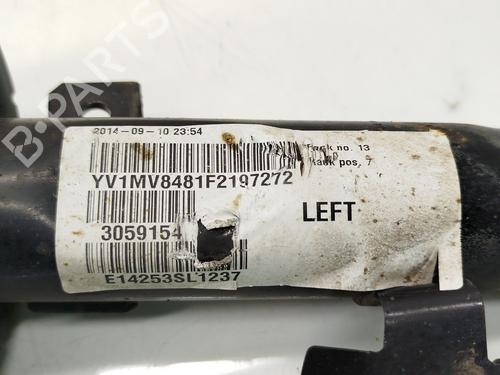 2014-09-10 23:54
Rack no. 13
Rack pos. 7
YV1MV8481F2197272
LEFT
3059154
E14253SL1237
B-PARTS